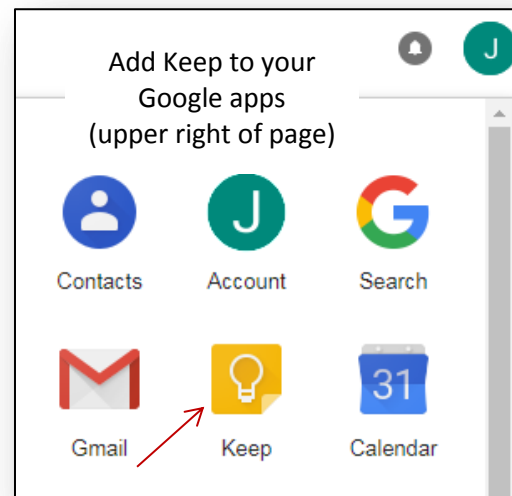 Add Keep to your
Google apps
(upper right of page)
J
Contacts Account Search
J
G
Gmail Keep Calendar
31